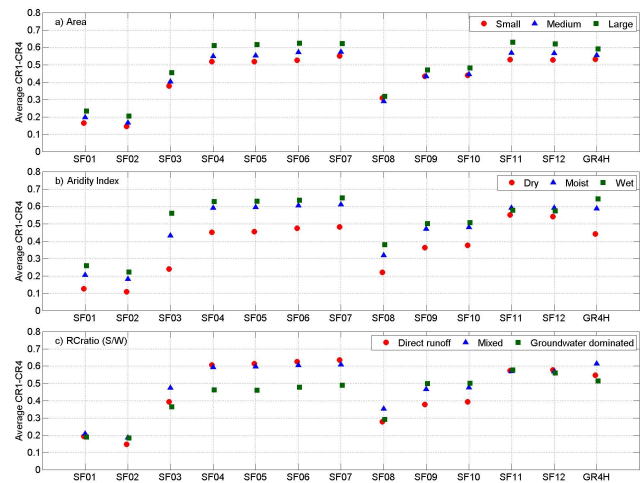 a) Area
Small Medium Large
Average CR1-CR4
0.8
0.7
0.6
0.5
0.4
0.3
0.2
0.1
0
SF01 SF02 SF03 SF04 SF05 SF06 SF07 SF08 SF09 SF10 SF11 SF12 GR4H
b) Aridity Index
Dry Moist Wet
Average CR1-CR4
0.8
0.7
0.6
0.5
0.4
0.3
0.2
0.1
0
SF01 SF02 SF03 SF04 SF05 SF06 SF07 SF08 SF09 SF10 SF11 SF12 GR4H
c) RCratio (S/W)
Direct runoff Mixed Groundwater dominated
Average CR1-CR4
0.8
0.7
0.6
0.5
0.4
0.3
0.2
0.1
0
SF01 SF02 SF03 SF04 SF05 SF06 SF07 SF08 SF09 SF10 SF11 SF12 GR4H